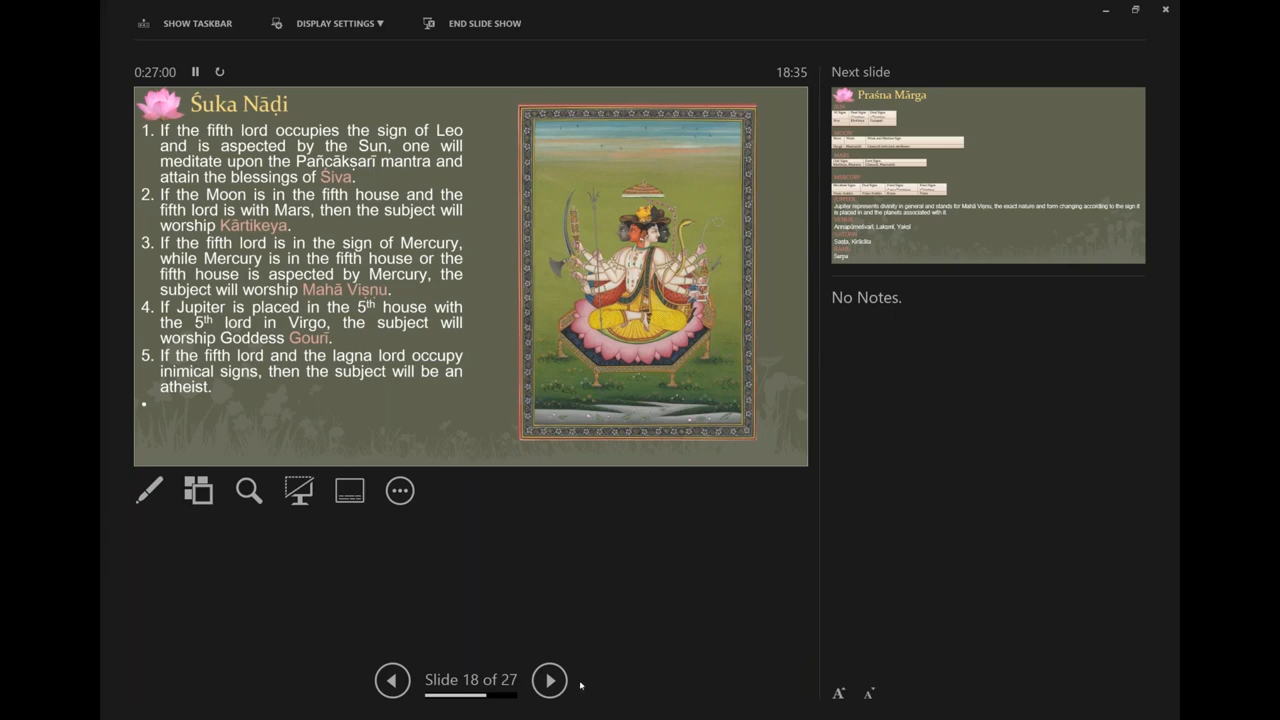 SHOW TASKBAR
DISPLAY SETTINGS ▼
END SLIDE SHOW
0:27:00
18:35
Śuka Nāḍi
1. If the fifth lord occupies the sign of Leo
and is aspected by the Sun, one will
meditate upon the Pañcākṣarī mantra and
attain the blessings of Śiva.
2. If the Moon is in the fifth house and the
fifth lord is with Mars, then the subject will
worship Kārtikeya.
3. If the fifth lord is in the sign of Mercury,
while Mercury is in the fifth house or the
fifth house is aspected by Mercury, the
subject will worship Mahā Viṣṇu.
4. If Jupiter is placed in the 5th house with
the 5th lord in Virgo, the subject will
worship Goddess Gourī.
5. If the fifth lord and the lagna lord occupy
inimical signs, then the subject will be an
atheist.
Slide 18 of 27
Next slide
Praśna Mārga
MOON
MARS
MERCURY
JUPITER
Jupiter represents divinity in general and stands for Mahā Viṣṇu, the exact nature and form changing according to the sign it
is placed in and the planets associated with it.
VENUS
Annapūrṇeśvarī, Lakṣmī, Yakṣī
SATURN
Śāsta, Kirādita
Sarpa
No Notes.
A A